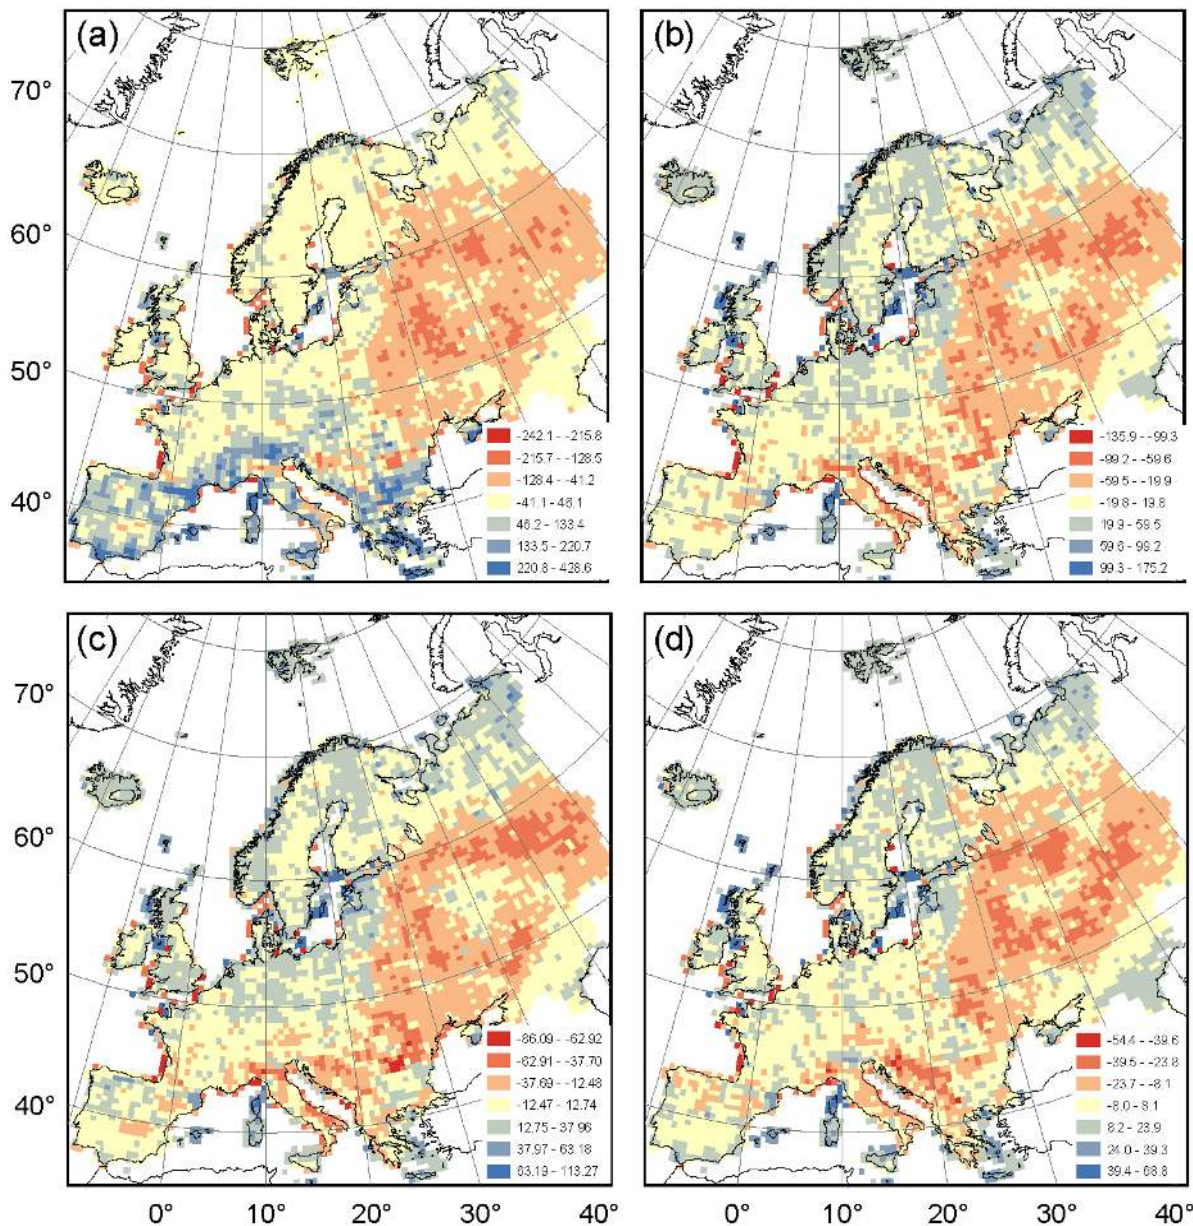 (a)
(b)
70°
60°
50°
40°
-242.1 - -215.8
-215.7 - -128.5
-128.4 - -41.2
-41.1 - 46.1
46.2 - 133.4
133.5 - 220.7
220.8 - 428.6
-135.9 - -99.3
-99.2 - -59.6
-59.5 - -19.9
-19.8 - 19.8
19.9 - 59.5
59.6 - 99.2
99.3 - 175.2
(c)
(d)
70°
60°
50°
40°
-86.09 - -62.92
-62.91 - -37.70
-37.69 - -12.48
-12.47 - 12.74
12.75 - 37.96
37.97 - 63.18
63.19 - 113.27
-54.4 - -39.6
-39.5 - -23.8
-23.7 - -8.1
-8.0 - 8.1
8.2 - 23.9
24.0 - 39.3
39.4 - 68.8
0° 10° 20° 30° 40°
0° 10° 20° 30° 40°